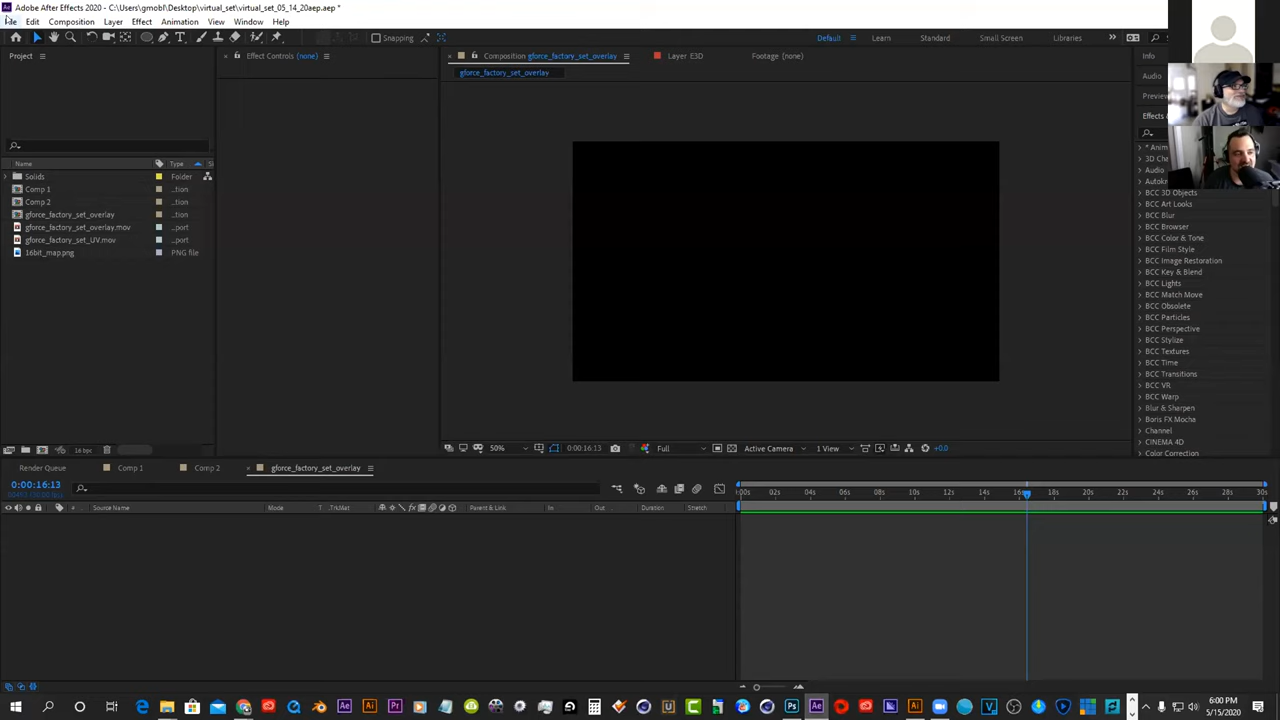 Adobe After Effects 2020 - C:\Users\gmobl\Desktop\virtual_set\virtual_set_05_14_20aep.aep *
File Edit Composition Layer Effect Animation View Window Help
Snapping Default Learn Standard Small Screen Libraries
Project Effect Controls (none) Composition gforce_factory_set_overlay Layer E3D Footage (none) Info
gforce_factory_set_overlay
Audio
Effects &
Name Type
Solids Folder
Comp 1 ...tion
Comp 2 ...tion
gforce_factory_set_overlay ...tion
gforce_factory_set_overlay.mov ...port
gforce_factory_set_UV.mov ...port
16bit_map.png PNG file
* Anim
3D Cha
Audio
BCC 3D Objects
BCC Art Looks
BCC Blur
BCC Browser
BCC Color & Tone
BCC Film Style
BCC Image Restoration
BCC Key & Blend
BCC Lights
BCC Match Move
BCC Obsolete
BCC Particles
BCC Perspective
BCC Stylize
BCC Textures
BCC Time
BCC Transitions
BCC VR
BCC Warp
Blur & Sharpen
Boris FX Mocha
Channel
CINEMA 4D
Color Correction
16 bpc 50% 0:00:16:13 Full Active Camera 1 View +0.0
Render Queue Comp 1 Comp 2 gforce_factory_set_overlay
0:00:16:13
# Source Name Mode T .TrkMat Parent & Link In Out Duration Stretch
02s 04s 06s 08s 10s 12s 14s 18s 20s 22s 24s 26s 28s 30s
6:00 PM
5/15/2020